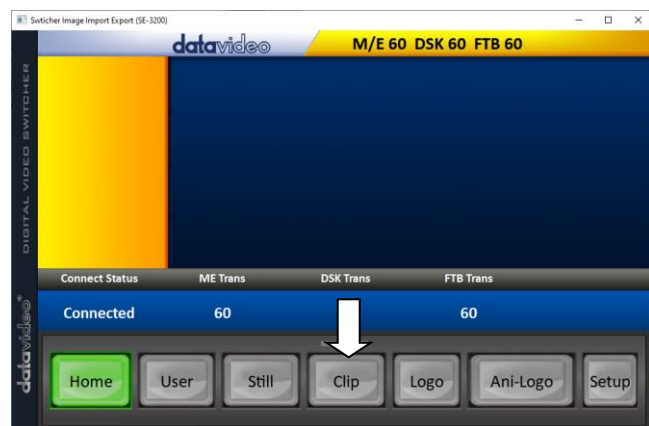 Swticher Image Import Export (SE-3200)
datavideo
M/E 60 DSK 60 FTB 60
DIGITAL VIDEO SWITCHER
Connect Status ME Trans DSK Trans FTB Trans
Connected 60 60
datavideo®
Home User Still Clip Logo Ani-Logo Setup